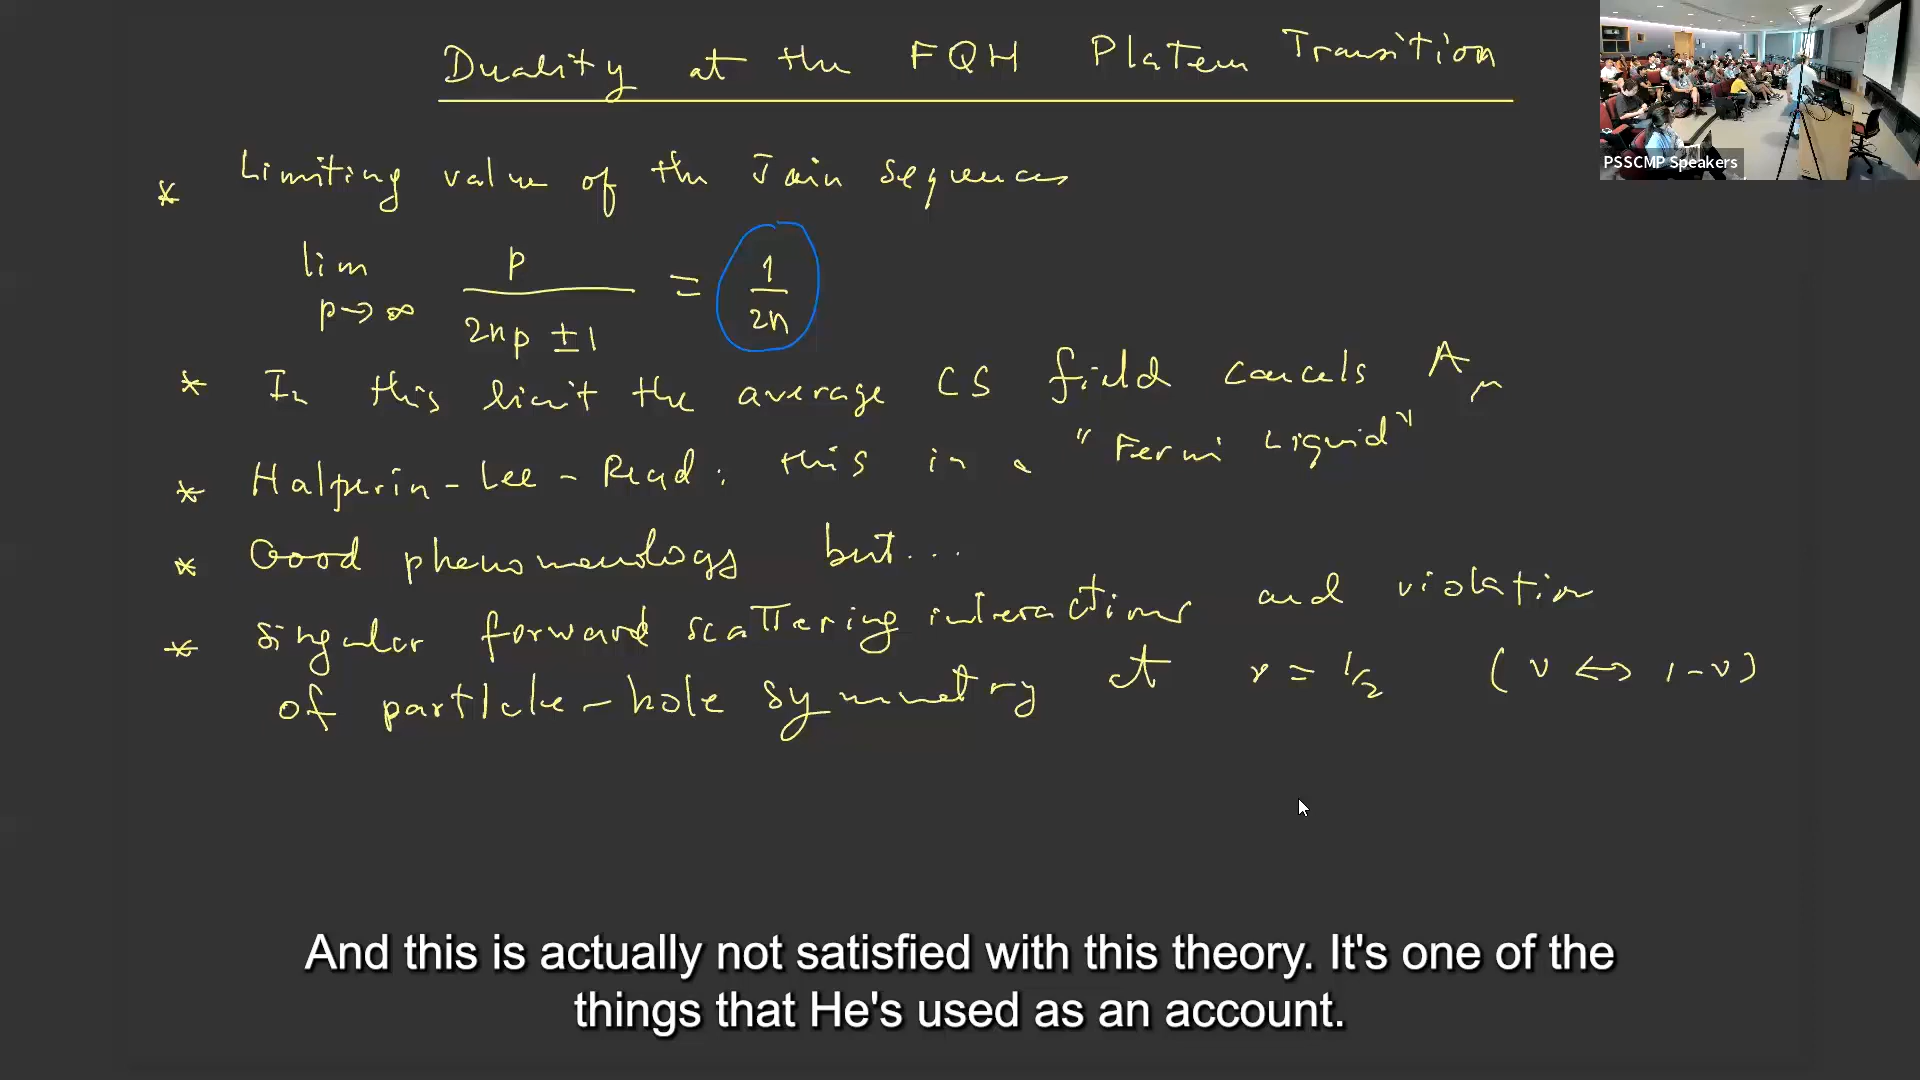 Duality at the FQH Plateau Transition
PSSCMP Speakers
* Limiting value of the Jain sequences
lim p→∞ p / (2np ± 1) = 1 / 2n
* In this limit the average CS field cancels Aμ
* Halperin-Lee-Read: this is a "Fermi Liquid"
* Good phenomenology but...
* Singular forward scattering interactions and violation
of particle-hole symmetry at ν = 1/2 (ν ⟷ 1-ν)
And this is actually not satisfied with this theory. It's one of the
things that He's used as an account.